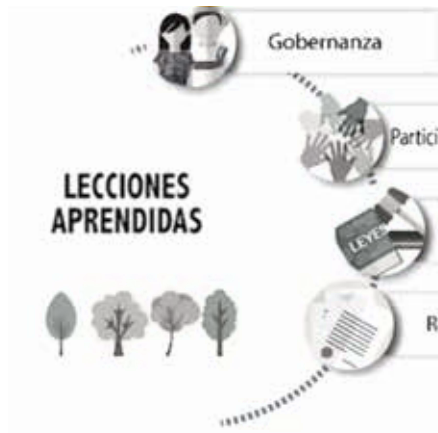 Gobernanza
Partici
LECCIONES
APRENDIDAS
LEYES
R